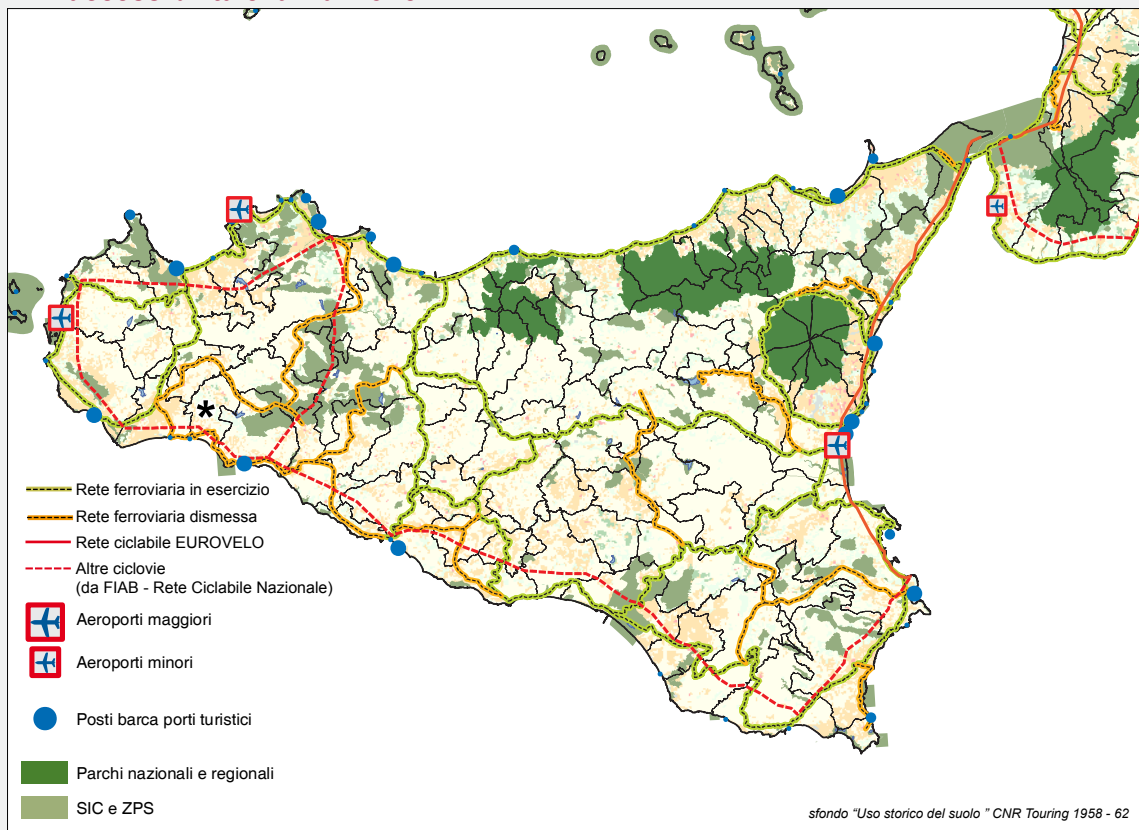 Rete ferroviaria in esercizio
Rete ferroviaria dismessa
Rete ciclabile EUROVELO
Altre ciclovie
(da FIAB - Rete Ciclabile Nazionale)
Aeroporti maggiori
Aeroporti minori
Posti barca porti turistici
Parchi nazionali e regionali
SIC e ZPS
*
sfondo “Uso storico del suolo ” CNR Touring 1958 - 62